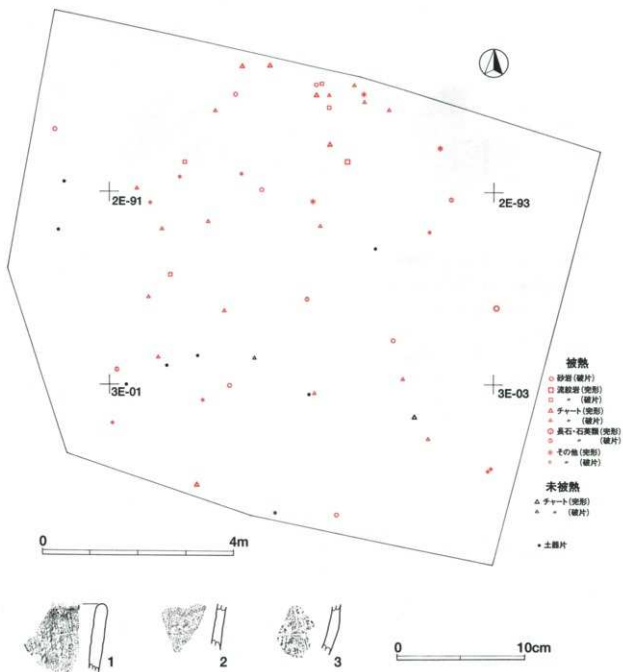 2E-91
2E-93
3E-01
3E-03
被熱
砂岩(破片)
流紋岩(完形)
〃 (破片)
チャート(完形)
〃 (破片)
長石・石英類(完形)
〃 (破片)
その他(完形)
〃 (破片)
未被熱
チャート(完形)
〃 (破片)
土器片
0 4m
1
2
3
0 10cm